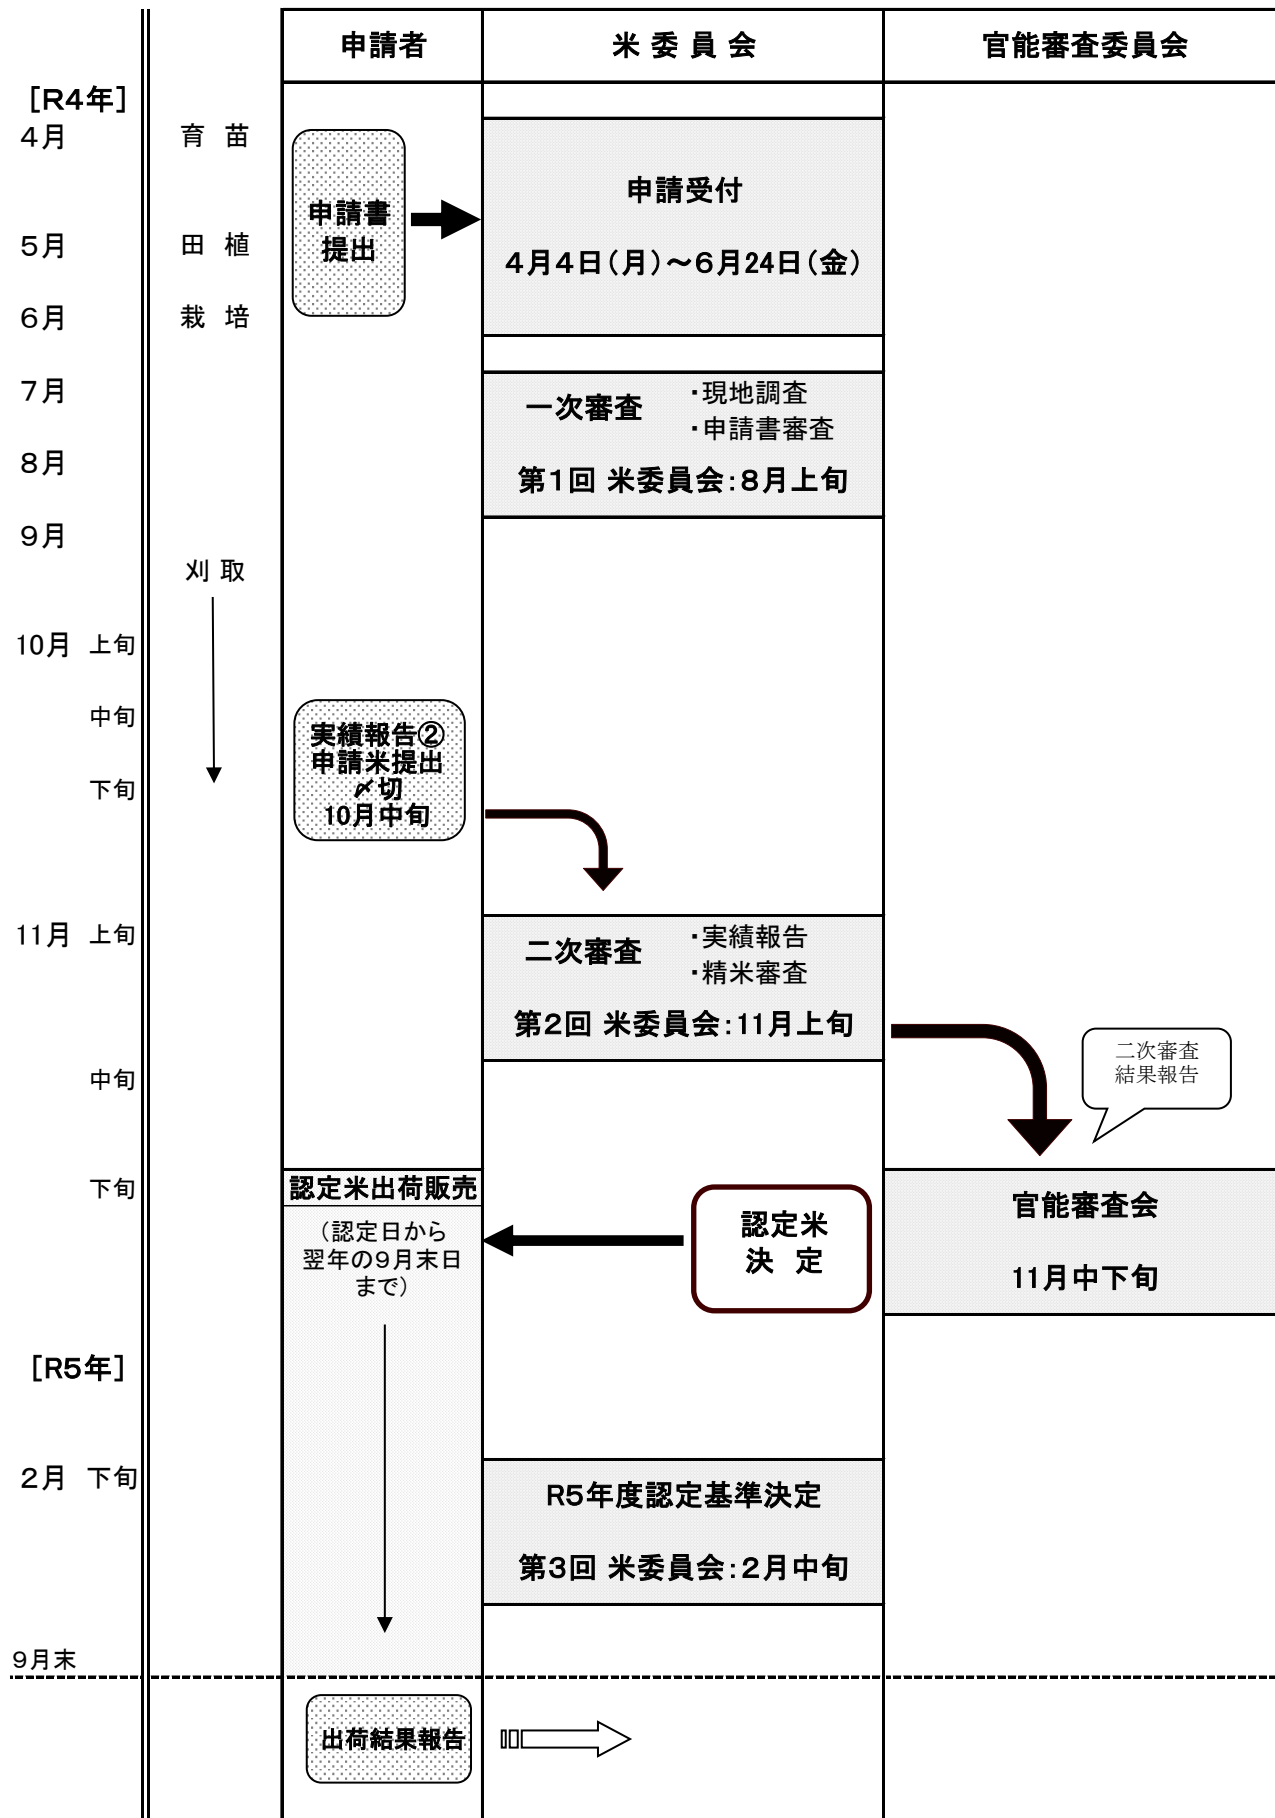 申請者
米 委 員 会
官能審査委員会
［R4年］
4月
育 苗
申請受付
申請書
提出
5月
田 植
４月４日（月）～６月24日（金）
6月
栽 培
7月
一次審査
・現地調査
・申請書審査
8月
第１回 米委員会：８月上旬
9月
刈 取
10月 上旬
中旬
実績報告②
申請米提出
〆切
10月中旬
下旬
11月 上旬
二次審査
・実績報告
・精米審査
第２回 米委員会：11月上旬
二次審査
結果報告
中旬
下旬
認定米出荷販売
（認定日から
翌年の９月末日
まで）
認定米
決 定
官能審査会
11月中下旬
［R5年］
2月 下旬
R5年度認定基準決定
第３回 米委員会：２月中旬
９月末
出荷結果報告